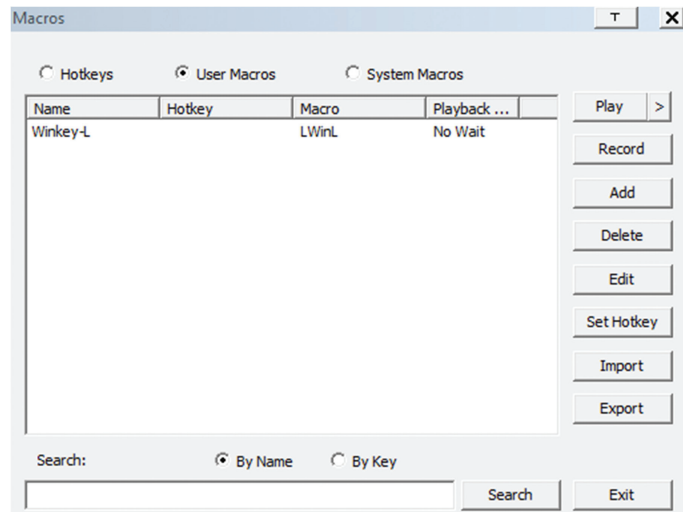 Macros T X
Hotkeys User Macros System Macros
Name Hotkey Macro Playback ... Play >
Winkey-L LWinL No Wait
Record
Add
Delete
Edit
Set Hotkey
Import
Export
Search: By Name By Key
Search Exit